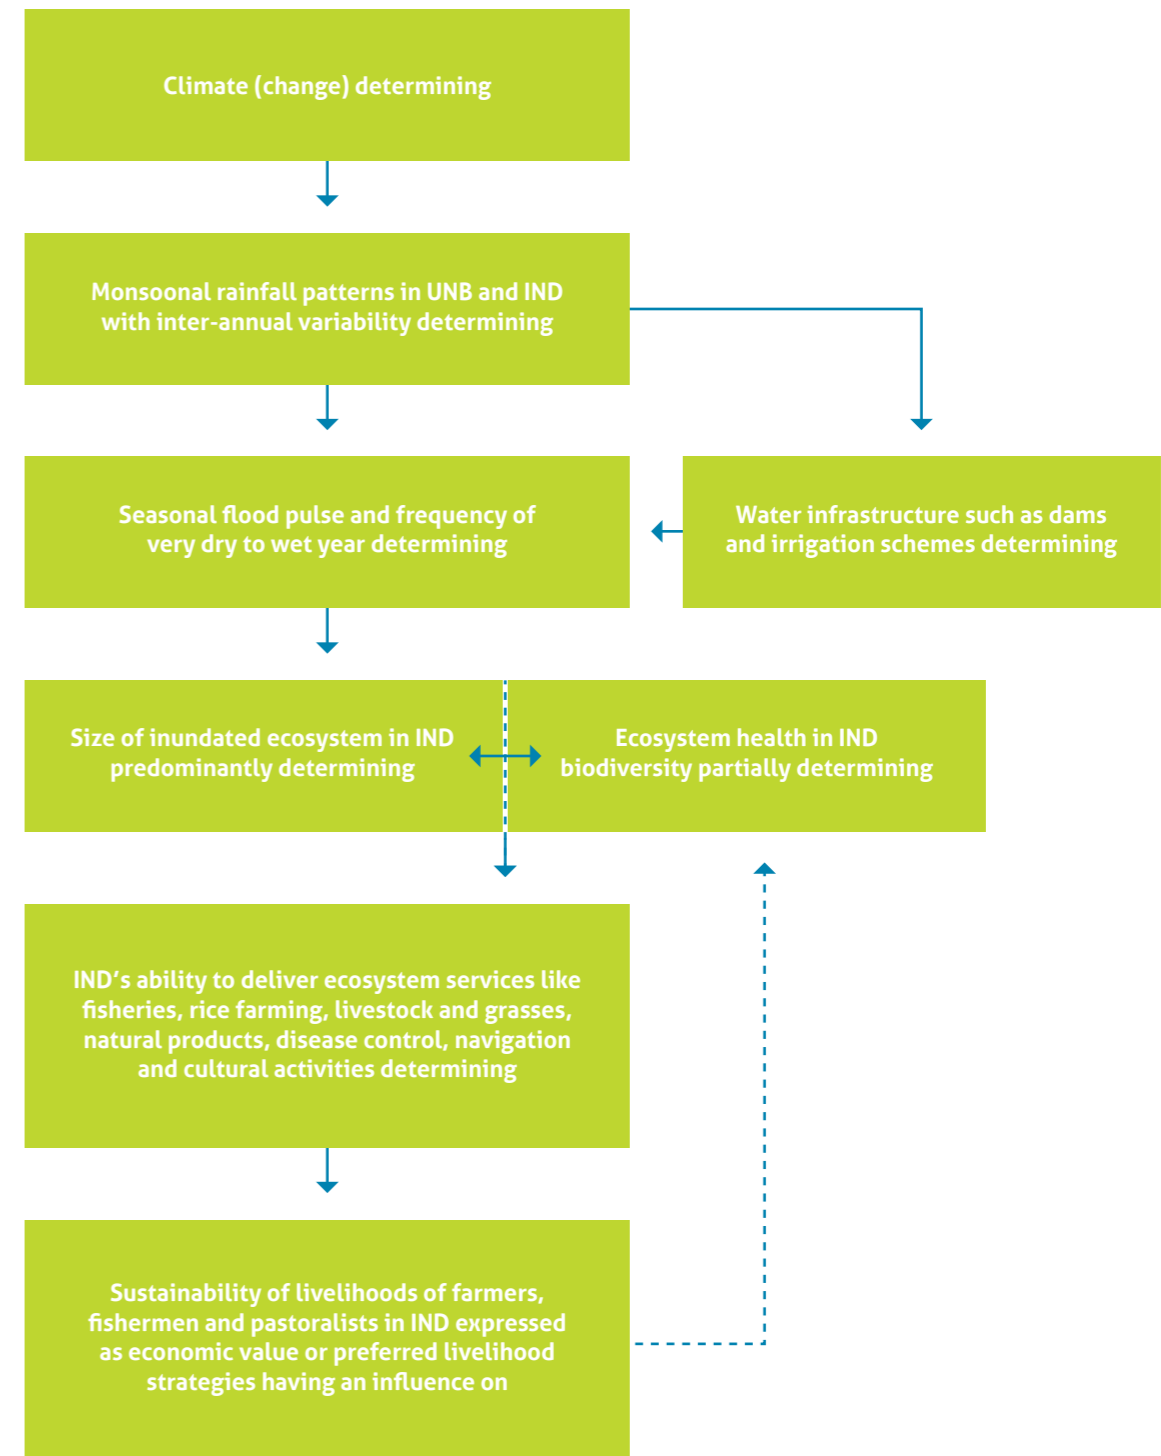 Climate (change) determining
Monsoonal rainfall patterns in UNB and IND
with inter-annual variability determining
Seasonal flood pulse and frequency of
very dry to wet year determining
Water infrastructure such as dams
and irrigation schemes determining
Size of inundated ecosystem in IND
predominantly determining
Ecosystem health in IND
biodiversity partially determining
IND’s ability to deliver ecosystem services like
fisheries, rice farming, livestock and grasses,
natural products, disease control, navigation
and cultural activities determining
Sustainability of livelihoods of farmers,
fishermen and pastoralists in IND expressed
as economic value or preferred livelihood
strategies having an influence on